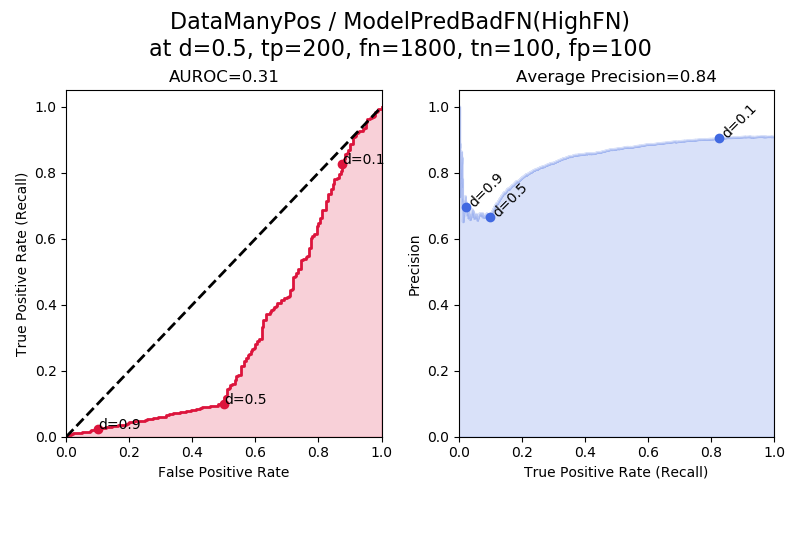 DataManyPos / ModelPredBadFN(HighFN)
at d=0.5, tp=200, fn=1800, tn=100, fp=100
AUROC=0.31
1.0
0.8
0.6
0.4
0.2
0.0
0.0
0.2
0.4
0.6
0.8
1.0
True Positive Rate (Recall)
False Positive Rate
d=0.1
d=0.5
d=0.9
Average Precision=0.84
1.0
0.8
0.6
0.4
0.2
0.0
0.0
0.2
0.4
0.6
0.8
1.0
Precision
True Positive Rate (Recall)
d=0.9
d=0.5
d=0.1